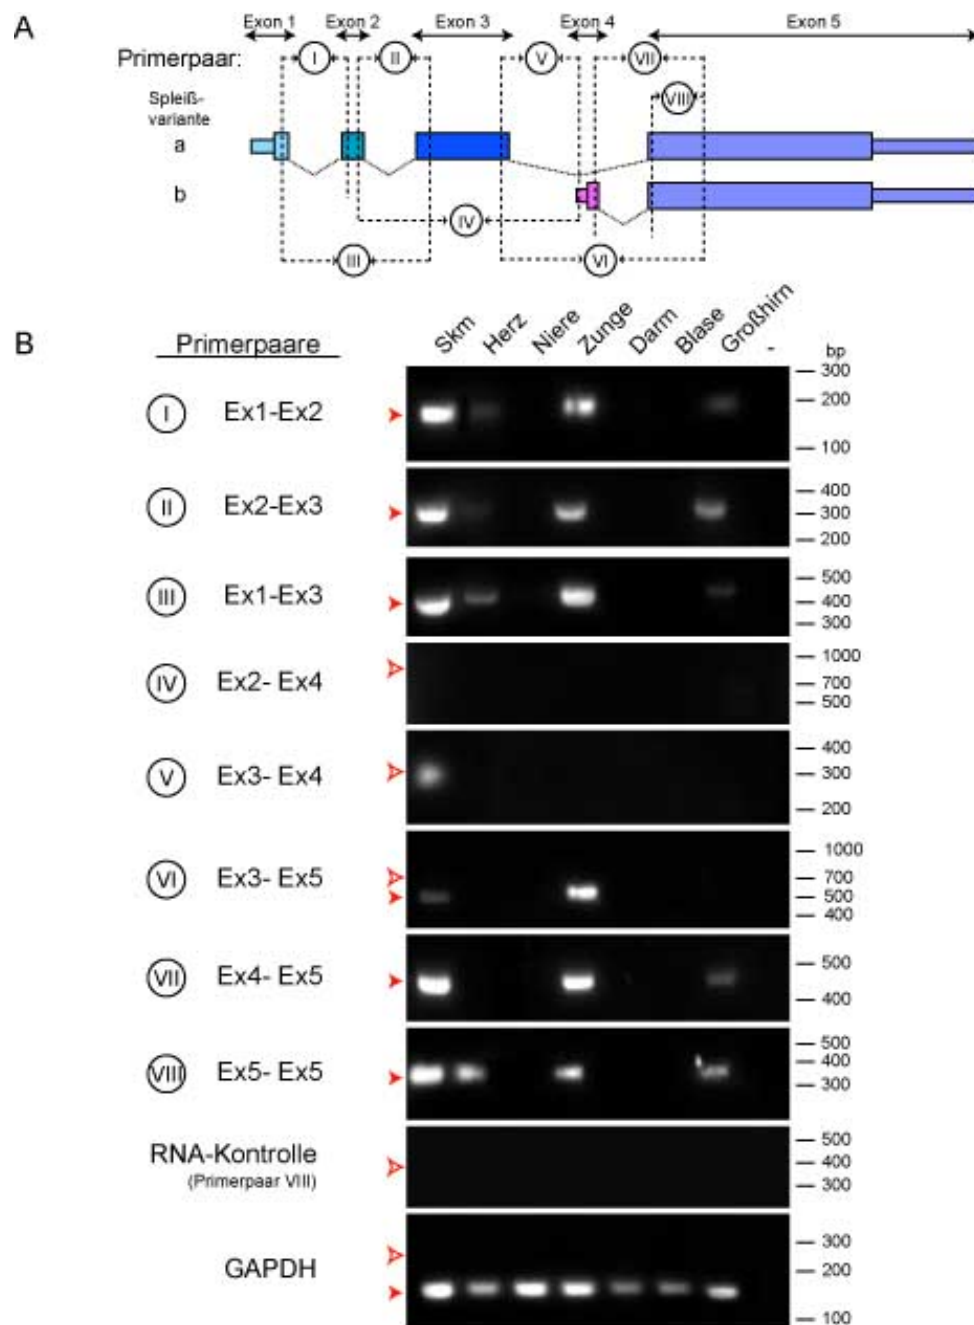 A
Exon 1 Exon 2 Exon 3 Exon 4 Exon 5
Primerpaar: I II V VII
VIII
Spleiß-
variante
a
b
IV
III VI
B
Primerpaare
Skm Herz Niere Zunge Darm Blase Großhirn -
bp
I Ex1-Ex2
300
200
100
II Ex2-Ex3
400
300
200
III Ex1-Ex3
500
400
300
IV Ex2- Ex4
1000
700
500
V Ex3- Ex4
400
300
200
VI Ex3- Ex5
1000
700
500
400
VII Ex4- Ex5
500
400
VIII Ex5- Ex5
500
400
300
RNA-Kontrolle
(Primerpaar VIII)
500
400
300
GAPDH
300
200
100